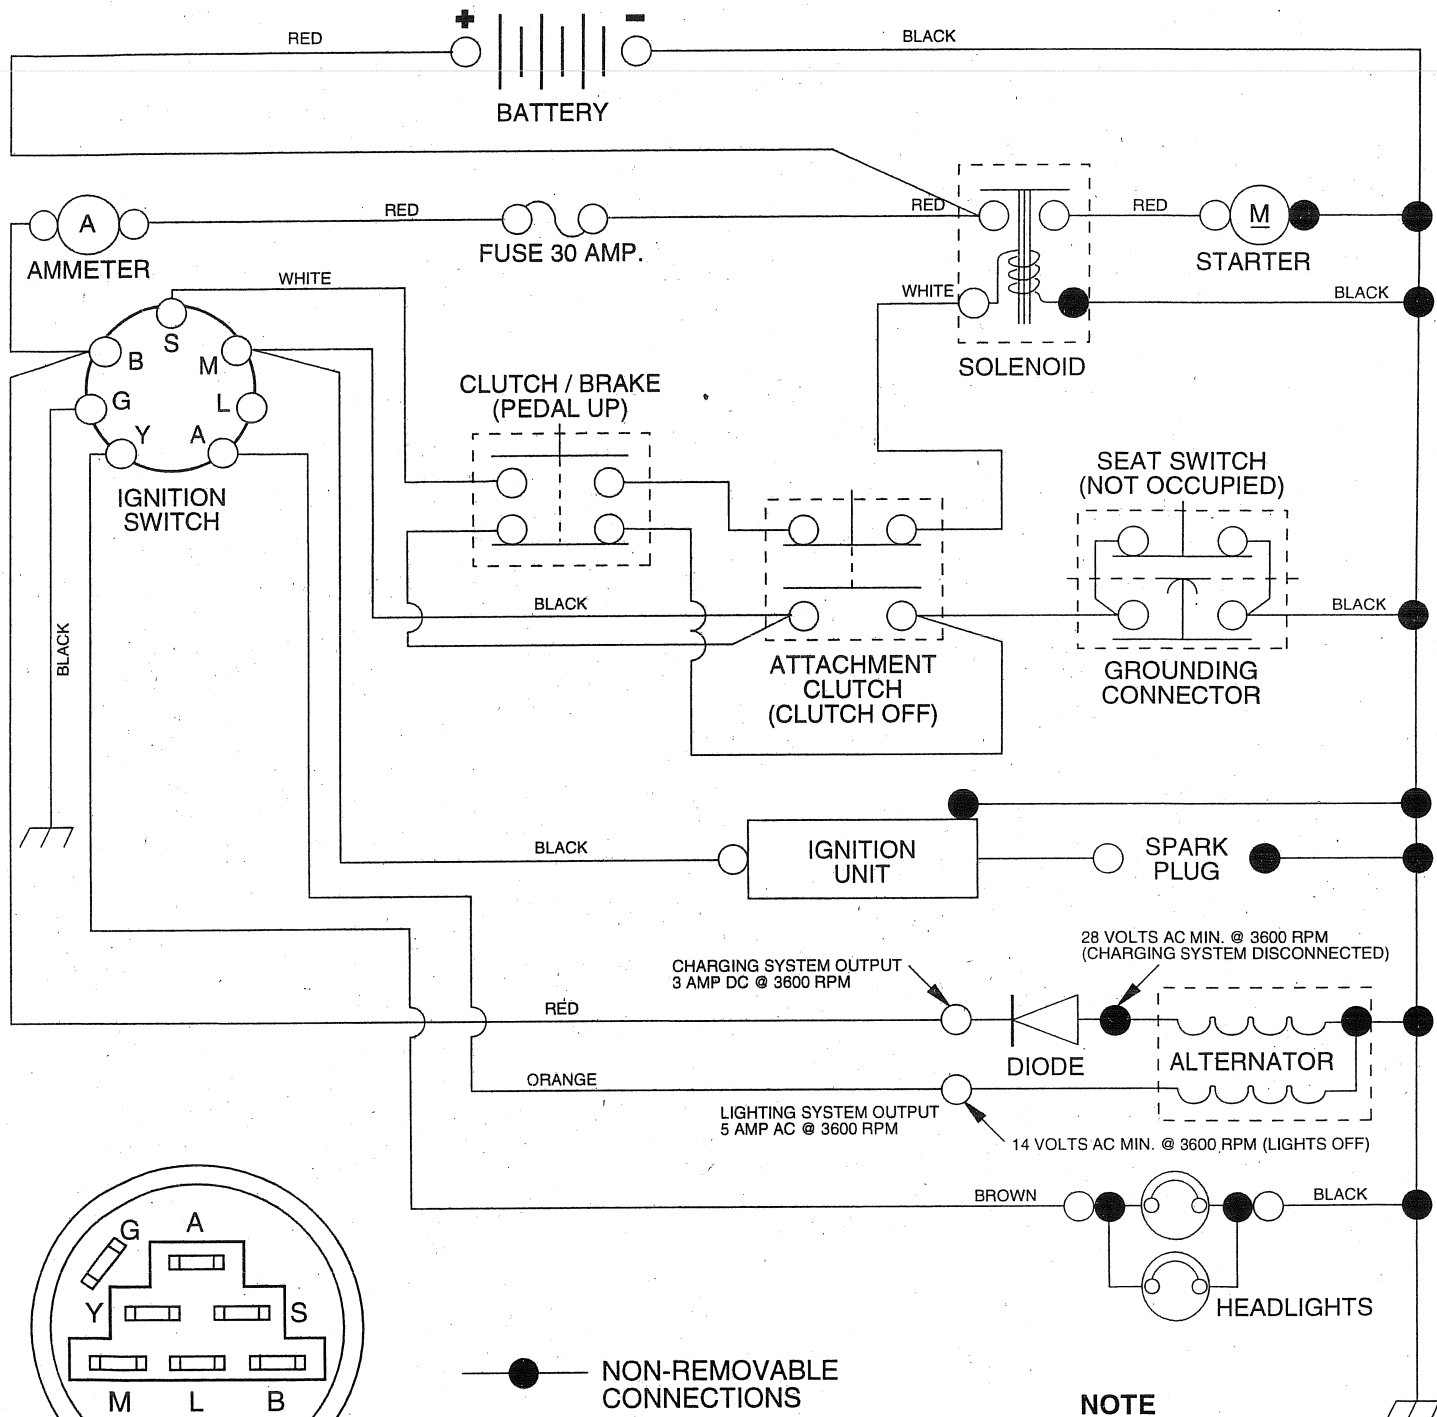 + −
RED
BLACK
BATTERY
A
RED
RED
RED
M
AMMETER
FUSE 30 AMP.
STARTER
WHITE
WHITE
BLACK
S
B
M
G
L
Y
A
SOLENOID
CLUTCH / BRAKE
(PEDAL UP)
IGNITION
SWITCH
SEAT SWITCH
(NOT OCCUPIED)
BLACK
BLACK
BLACK
ATTACHMENT
CLUTCH
(CLUTCH OFF)
GROUNDING
CONNECTOR
BLACK
IGNITION
UNIT
SPARK
PLUG
28 VOLTS AC MIN. @ 3600 RPM
(CHARGING SYSTEM DISCONNECTED)
CHARGING SYSTEM OUTPUT
3 AMP DC @ 3600 RPM
RED
DIODE
ALTERNATOR
ORANGE
LIGHTING SYSTEM OUTPUT
5 AMP AC @ 3600 RPM
14 VOLTS AC MIN. @ 3600 RPM (LIGHTS OFF)
BROWN
BLACK
HEADLIGHTS
G
A
Y
S
M
L
B
NON-REMOVABLE
CONNECTIONS
NOTE